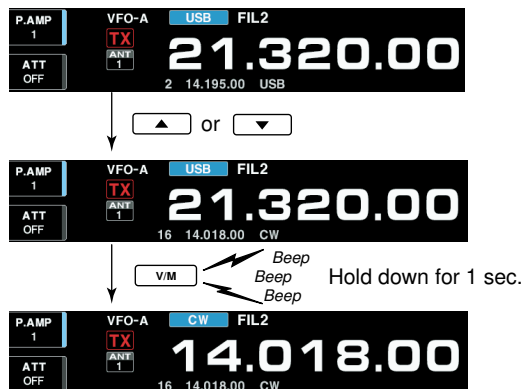 P.AMP VFO-A USB FIL2
1 TX 21.320.00
ATT ANT
OFF 1
2 14.195.00 USB
▲ or ▼
P.AMP VFO-A USB FIL2
1 TX 21.320.00
ATT ANT
OFF 1
16 14.018.00 CW
Beep
V/M Beep Hold down for 1 sec.
Beep
P.AMP VFO-A CW FIL2
1 TX 14.018.00
ATT ANT
OFF 1
16 14.018.00 CW